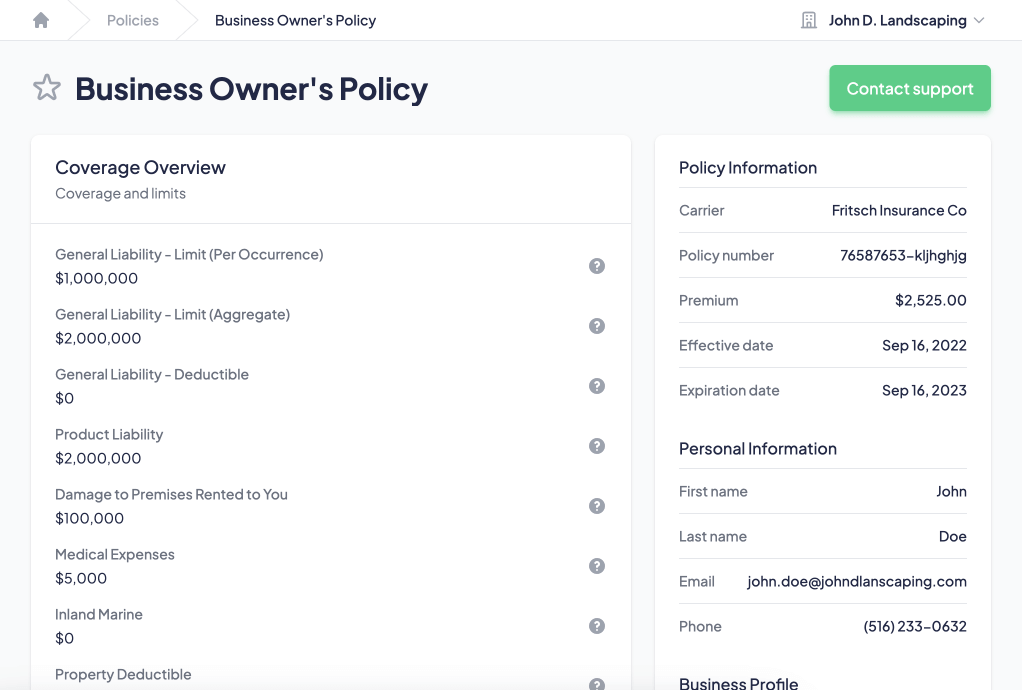 Policies
Business Owner's Policy
John D. Landscaping
Business Owner's Policy
Contact support
Coverage Overview
Coverage and limits
General Liability - Limit (Per Occurrence)
$1,000,000
General Liability - Limit (Aggregate)
$2,000,000
General Liability - Deductible
$0
Product Liability
$2,000,000
Damage to Premises Rented to You
$100,000
Medical Expenses
$5,000
Inland Marine
$0
Property Deductible
Policy Information
Carrier Fritsch Insurance Co
Policy number 76587653-kljhghjg
Premium $2,525.00
Effective date Sep 16, 2022
Expiration date Sep 16, 2023
Personal Information
First name John
Last name Doe
Email john.doe@johndlanscaping.com
Phone (516) 233-0632
Business Profile